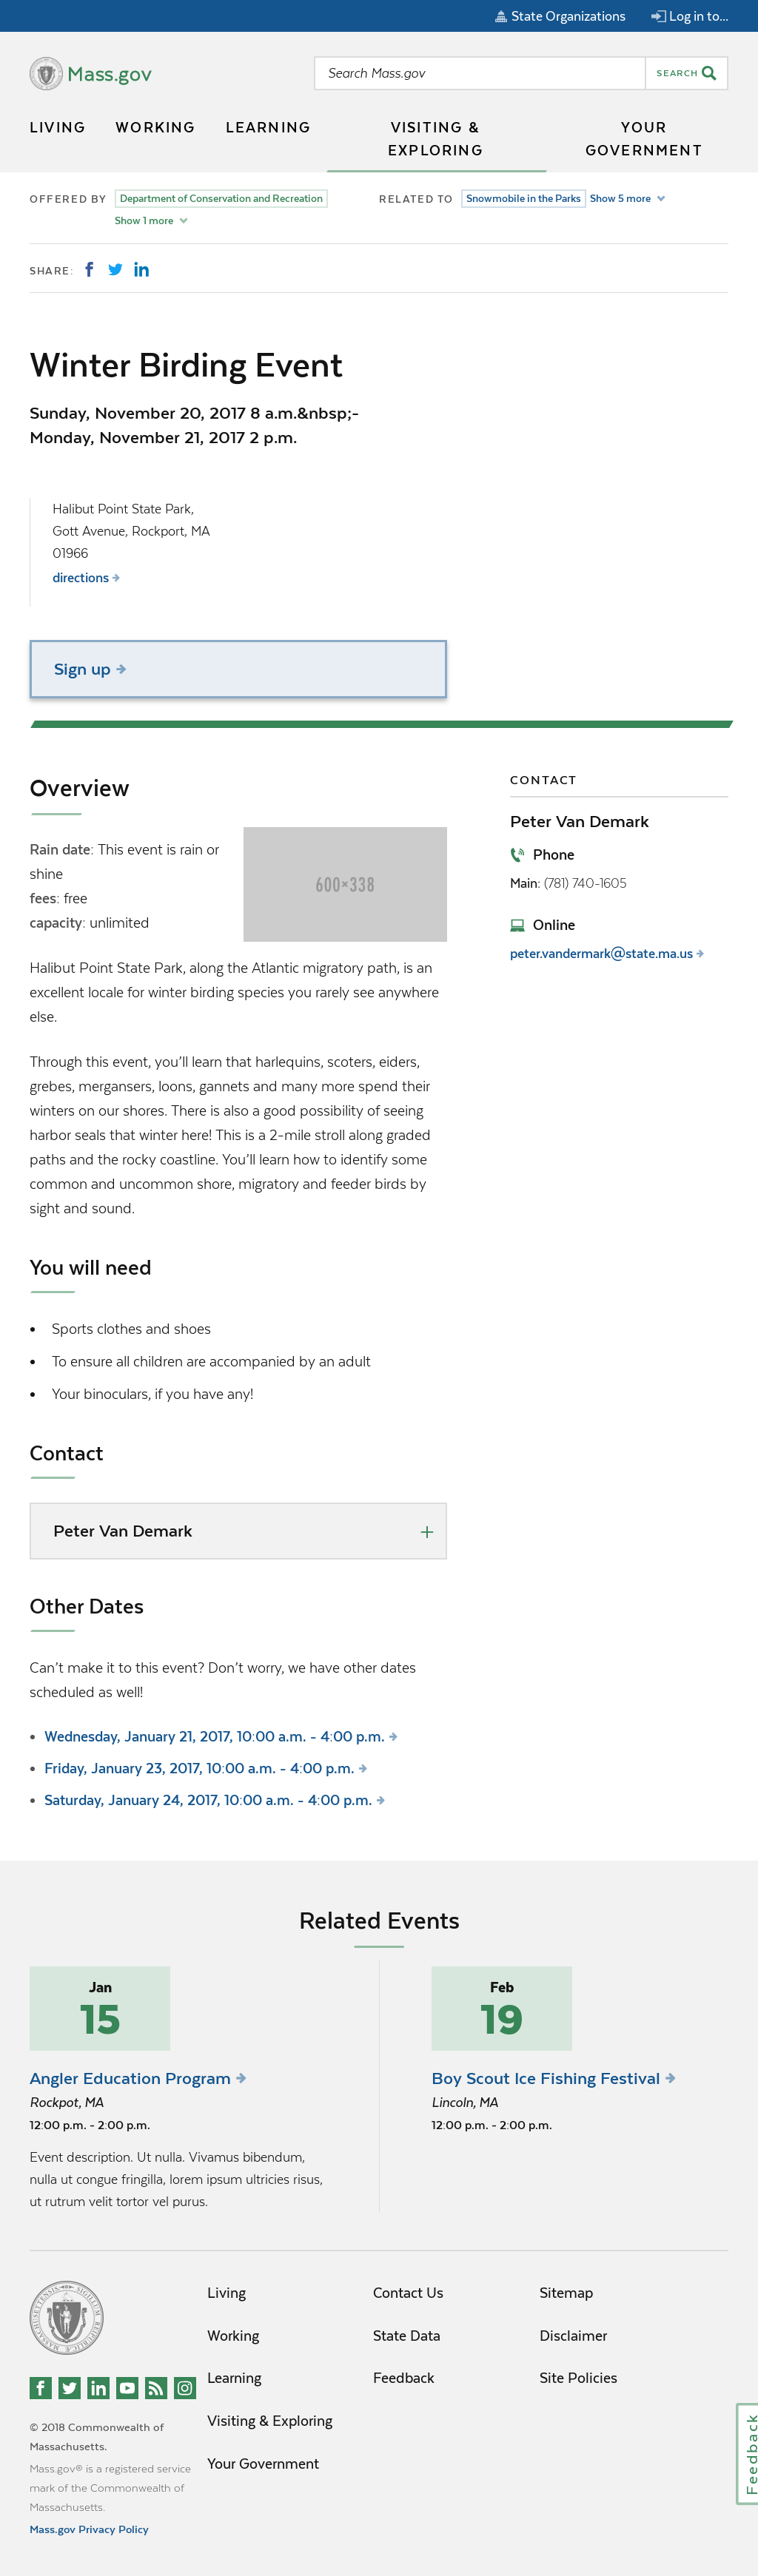 State Organizations
Log in to...
Mass.gov
Search Mass.gov
SEARCH
LIVING
WORKING
LEARNING
VISITING &
EXPLORING
YOUR
GOVERNMENT
OFFERED BY
Department of Conservation and Recreation
Show 1 more
RELATED TO
Snowmobile in the Parks
Show 5 more
SHARE:
Winter Birding Event
Sunday, November 20, 2017 8 a.m.&nbsp;-
Monday, November 21, 2017 2 p.m.
Halibut Point State Park,
Gott Avenue, Rockport, MA
01966
directions
Sign up
Overview
Rain date: This event is rain or
shine
fees: free
capacity: unlimited
600×338
Halibut Point State Park, along the Atlantic migratory path, is an
excellent locale for winter birding species you rarely see anywhere
else.
Through this event, you’ll learn that harlequins, scoters, eiders,
grebes, mergansers, loons, gannets and many more spend their
winters on our shores. There is also a good possibility of seeing
harbor seals that winter here! This is a 2-mile stroll along graded
paths and the rocky coastline. You’ll learn how to identify some
common and uncommon shore, migratory and feeder birds by
sight and sound.
CONTACT
Peter Van Demark
Phone
Main: (781) 740-1605
Online
peter.vandermark@state.ma.us
You will need
Sports clothes and shoes
To ensure all children are accompanied by an adult
Your binoculars, if you have any!
Contact
Peter Van Demark
Other Dates
Can’t make it to this event? Don’t worry, we have other dates
scheduled as well!
Wednesday, January 21, 2017, 10:00 a.m. - 4:00 p.m.
Friday, January 23, 2017, 10:00 a.m. - 4:00 p.m.
Saturday, January 24, 2017, 10:00 a.m. - 4:00 p.m.
Related Events
Jan
15
Angler Education Program
Rockpot, MA
12:00 p.m. - 2:00 p.m.
Event description. Ut nulla. Vivamus bibendum,
nulla ut congue fringilla, lorem ipsum ultricies risus,
ut rutrum velit tortor vel purus.
Feb
19
Boy Scout Ice Fishing Festival
Lincoln, MA
12:00 p.m. - 2:00 p.m.
Living
Working
Learning
Visiting & Exploring
Your Government
Contact Us
State Data
Feedback
Sitemap
Disclaimer
Site Policies
© 2018 Commonwealth of
Massachusetts.
Mass.gov® is a registered service
mark of the Commonwealth of
Massachusetts.
Mass.gov Privacy Policy
Feedback